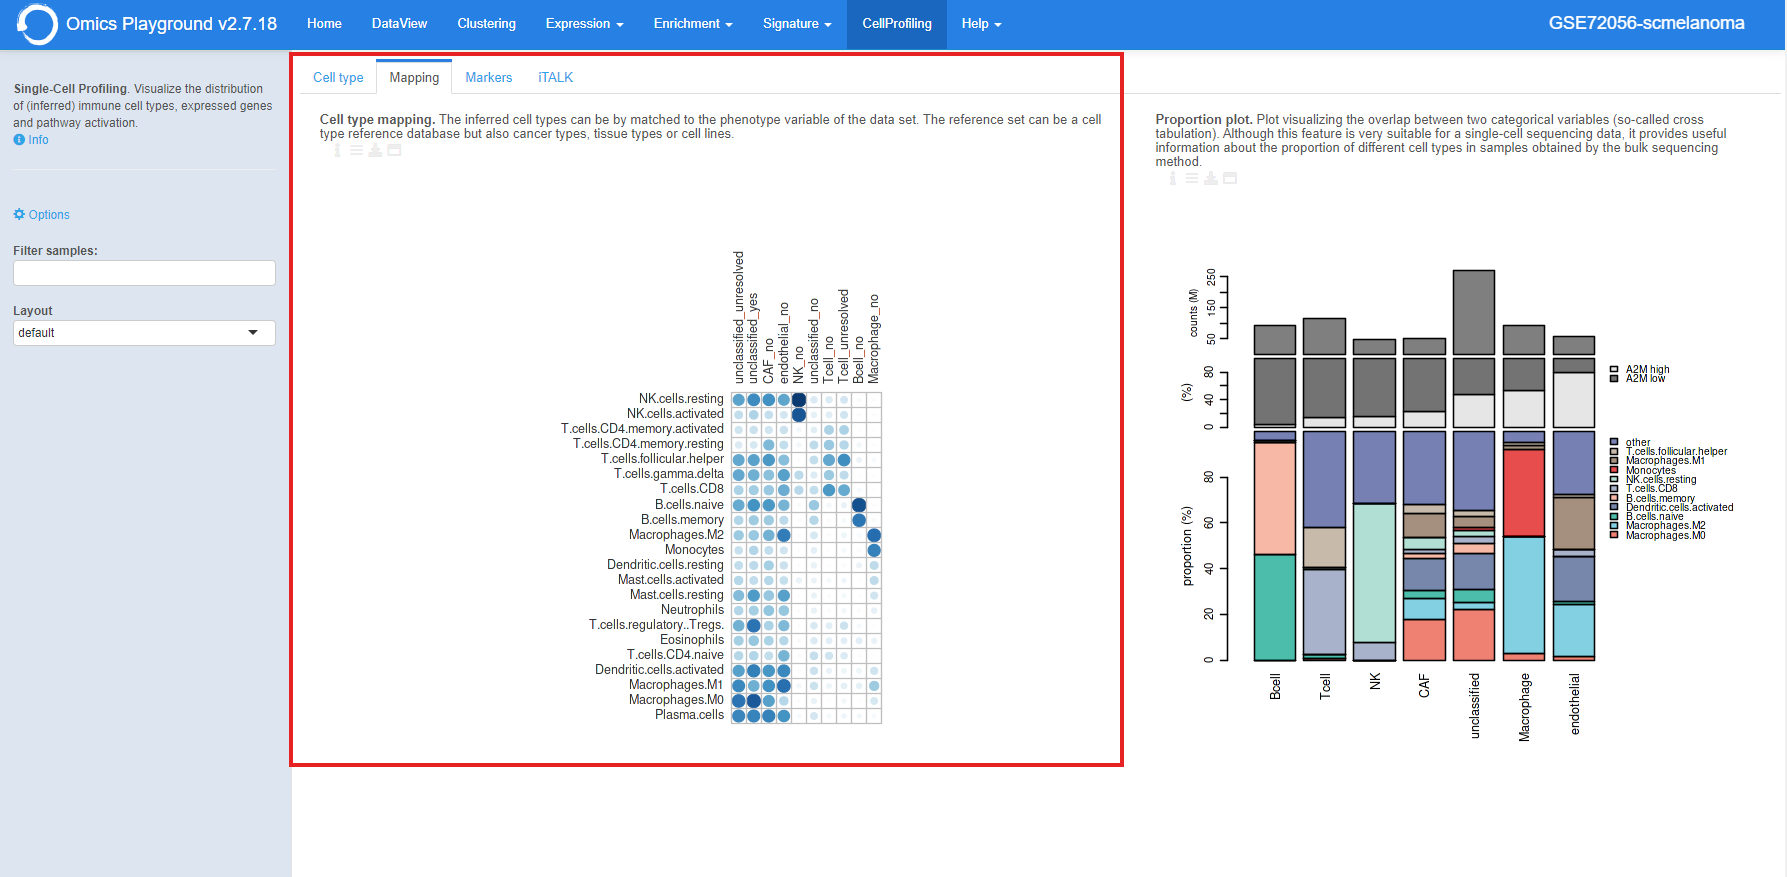 Omics Playground v2.7.18
Home
DataView
Clustering
Expression
Enrichment
Signature
CellProfiling
Help
GSE72056-scmelanoma
Single-Cell Profiling. Visualize the distribution
of (inferred) immune cell types, expressed genes
and pathway activation.
Info
Options
Filter samples:
Layout
default
Cell type
Mapping
Markers
iTALK
Cell type mapping. The inferred cell types can be by matched to the phenotype variable of the data set. The reference set can be a cell
type reference database but also cancer types, tissue types or cell lines.
unclassified_unresolved
unclassified_yes
CAF_no
endothelial_no
NK_no
unclassified_no
Tcell_no
Tcell_unresolved
Bcell_no
Macrophage_no
NK.cells.resting
NK.cells.activated
T.cells.CD4.memory.activated
T.cells.CD4.memory.resting
T.cells.follicular.helper
T.cells.gamma.delta
T.cells.CD8
B.cells.naive
B.cells.memory
Macrophages.M2
Monocytes
Dendritic.cells.resting
Mast.cells.activated
Mast.cells.resting
Neutrophils
T.cells.regulatory..Tregs.
Eosinophils
T.cells.CD4.naive
Dendritic.cells.activated
Macrophages.M1
Macrophages.M0
Plasma.cells
Proportion plot. Plot visualizing the overlap between two categorical variables (so-called cross
tabulation). Although this feature is very suitable for a single-cell sequencing data, it provides useful
information about the proportion of different cell types in samples obtained by the bulk sequencing
method.
counts (M)
250
150
50
(%)
80
40
0
A2M high
A2M low
proportion (%)
80
60
40
20
0
other
T.cells.follicular.helper
Macrophages.M1
Monocytes
NK.cells.resting
T.cells.CD8
B.cells.memory
Dendritic.cells.activated
B.cells.naive
Macrophages.M2
Macrophages.M0
Bcell
Tcell
NK
CAF
unclassified
Macrophage
endothelial